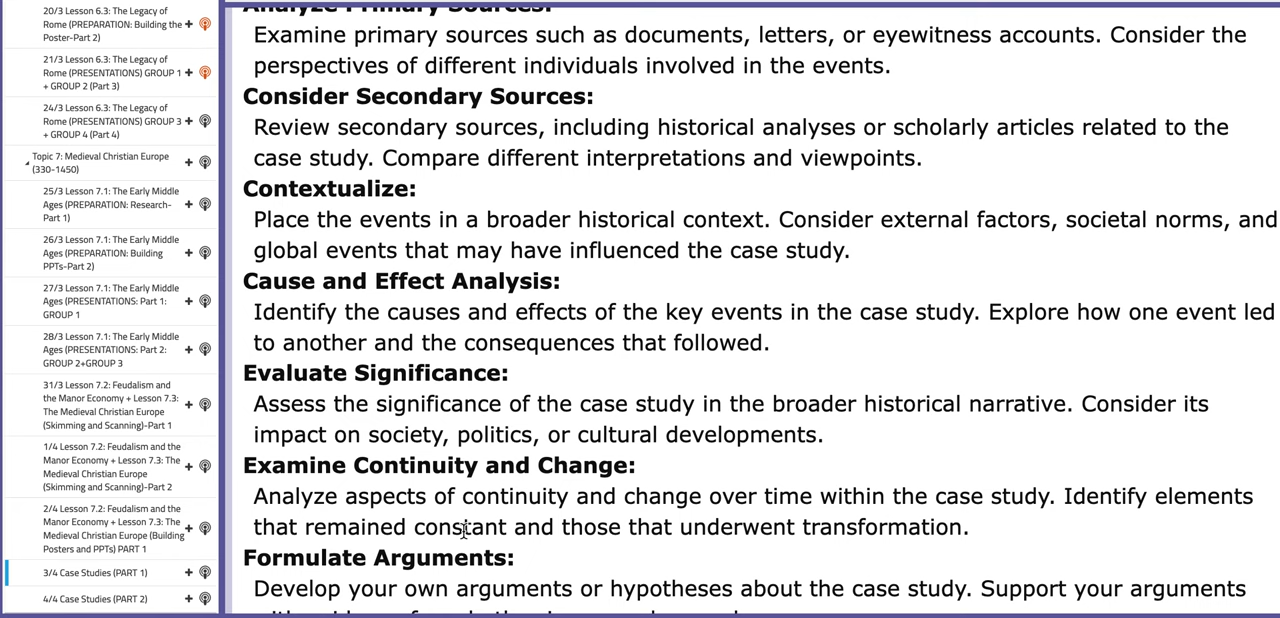 20/3 Lesson 6.3: The Legacy of
Rome (PREPARATION: Building the
Poster-Part 2)
21/3 Lesson 6.3: The Legacy of
Rome (PRESENTATIONS) GROUP 1
+ GROUP 2 (Part 3)
24/3 Lesson 6.3: The Legacy of
Rome (PRESENTATIONS) GROUP 3
+ GROUP 4 (Part 4)
Topic 7: Medieval Christian Europe
(330-1450)
25/3 Lesson 7.1: The Early Middle
Ages (PREPARATION: Research-
Part 1)
26/3 Lesson 7.1: The Early Middle
Ages (PREPARATION: Building
PPTs-Part 2)
27/3 Lesson 7.1: The Early Middle
Ages (PRESENTATIONS: Part 1:
GROUP 1
28/3 Lesson 7.1: The Early Middle
Ages (PRESENTATIONS: Part 2:
GROUP 2+GROUP 3
31/3 Lesson 7.2: Feudalism and
the Manor Economy + Lesson 7.3:
The Medieval Christian Europe
(Skimming and Scanning)-Part 1
1/4 Lesson 7.2: Feudalism and the
Manor Economy + Lesson 7.3: The
Medieval Christian Europe
(Skimming and Scanning)-Part 2
2/4 Lesson 7.2: Feudalism and the
Manor Economy + Lesson 7.3: The
Medieval Christian Europe (Building
Posters and PPTs) PART 1
3/4 Case Studies (PART 1)
4/4 Case Studies (PART 2)
Analyze Primary Sources:
Examine primary sources such as documents, letters, or eyewitness accounts. Consider the
perspectives of different individuals involved in the events.
Consider Secondary Sources:
Review secondary sources, including historical analyses or scholarly articles related to the
case study. Compare different interpretations and viewpoints.
Contextualize:
Place the events in a broader historical context. Consider external factors, societal norms, and
global events that may have influenced the case study.
Cause and Effect Analysis:
Identify the causes and effects of the key events in the case study. Explore how one event led
to another and the consequences that followed.
Evaluate Significance:
Assess the significance of the case study in the broader historical narrative. Consider its
impact on society, politics, or cultural developments.
Examine Continuity and Change:
Analyze aspects of continuity and change over time within the case study. Identify elements
that remained constant and those that underwent transformation.
Formulate Arguments:
Develop your own arguments or hypotheses about the case study. Support your arguments